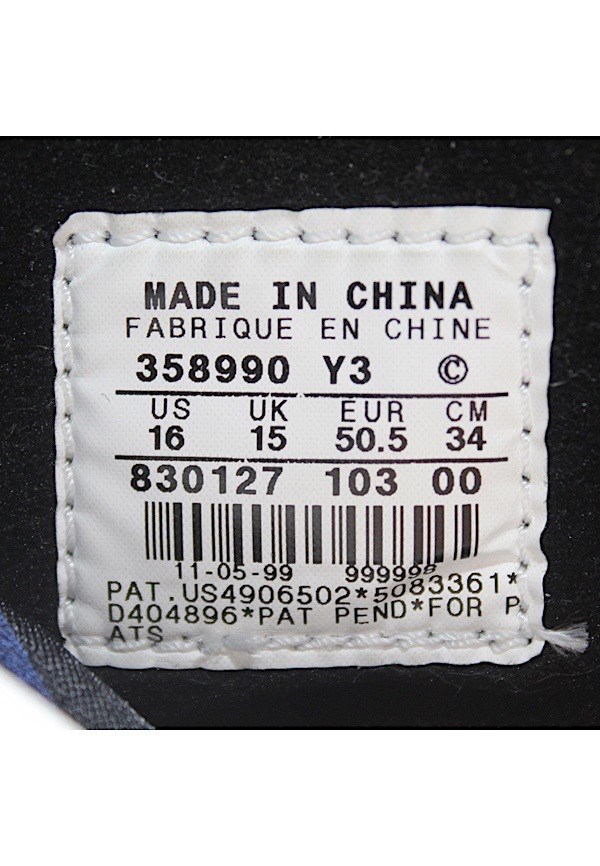 MADE IN CHINA
FABRIQUE EN CHINE
358990 Y3 ©
US UK EUR CM
16 15 50.5 34
830127 103 00
11-05-99 999998
PAT.US4906502*5083361*
D404896*PAT PEND*FOR P
ATS